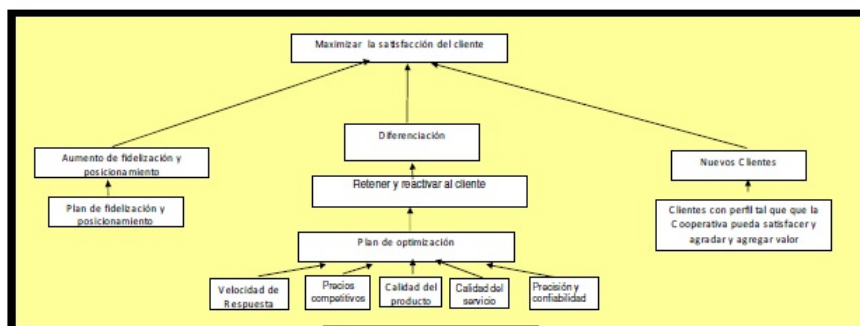 Maximizar la satisfacción del cliente
Diferenciación
Aumento de fidelización y
posicionamiento
Nuevos Clientes
Retener y reactivar al cliente
Plan de fidelización y
posicionamiento
Clientes con perfil tal que que la
Cooperativa pueda satisfacer y
agradar y agregar valor
Plan de optimización
Velocidad de
Respuesta
Precios
competitivos
Calidad del
producto
Calidad del
servicio
Precisión y
confiabilidad